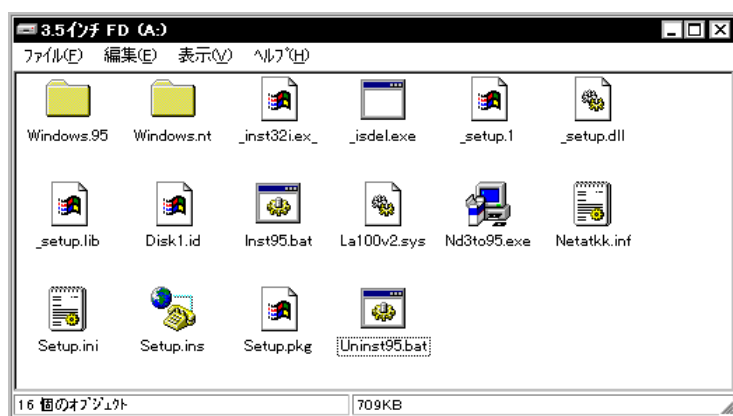 3.5インチ FD (A:)
ファイル(F) 編集(E) 表示(V) ヘルプ(H)
Windows.95 Windows.nt _inst32i.ex_ _isdel.exe _setup.1 _setup.dll
_setup.lib Disk1.id Inst95.bat La100v2.sys Nd3to95.exe Netatkk.inf
Setup.ini Setup.ins Setup.pkg Uninst95.bat
16 個のオブジェクト 709KB